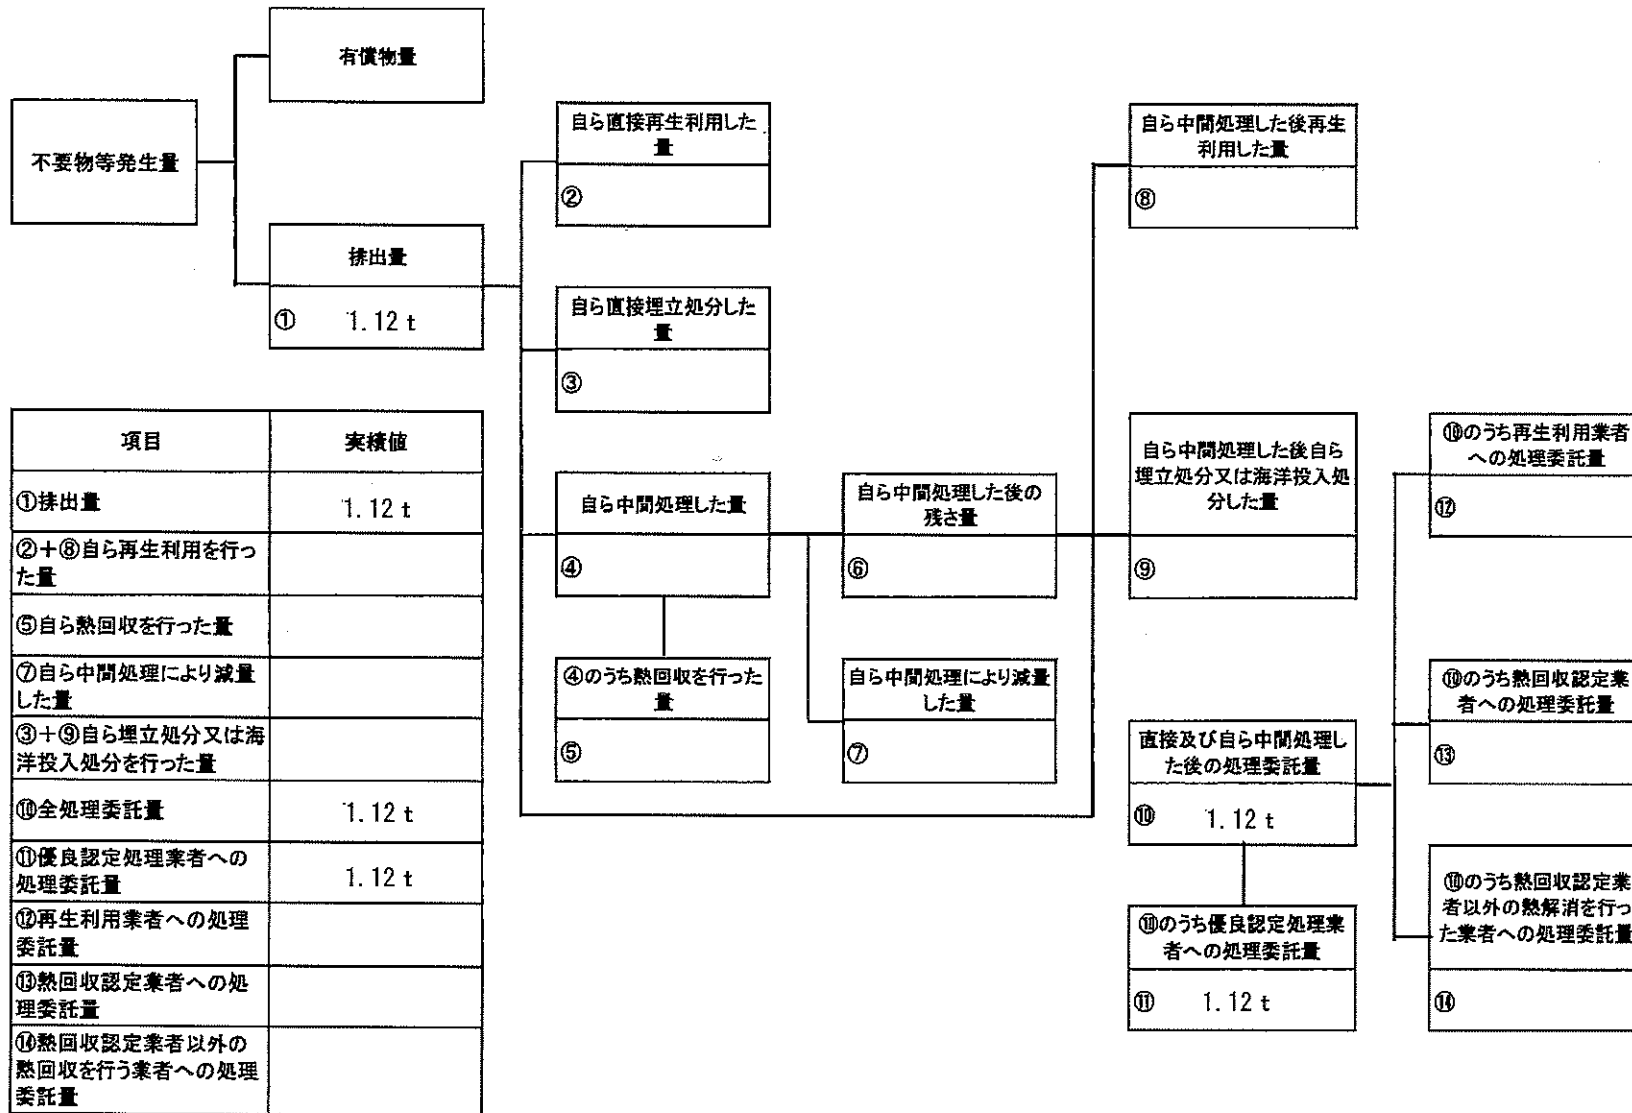 有償物量
不要物等発生量
排出量
① 1.12 t
自ら直接再生利用した
量
②
自ら直接埋立処分した
量
③
自ら中間処理した量
④
④のうち熱回収を行った
量
⑤
自ら中間処理した後の
残さ量
⑥
自ら中間処理により減量
した量
⑦
自ら中間処理した後再生
利用した量
⑧
自ら中間処理した後自ら
埋立処分又は海洋投入処
分した量
⑨
直接及び自ら中間処理し
た後の処理委託量
⑩ 1.12 t
⑩のうち優良認定処理業
者への処理委託量
⑪ 1.12 t
⑩のうち再生利用業者
への処理委託量
⑫
⑩のうち熱回収認定業
者への処理委託量
⑬
⑩のうち熱回収認定業
者以外の熱解消を行っ
た業者への処理委託量
⑭
項目 実績値
①排出量 1.12 t
②+⑧自ら再生利用を行っ
た量
⑤自ら熱回収を行った量
⑦自ら中間処理により減量
した量
③+⑨自ら埋立処分又は海
洋投入処分を行った量
⑩全処理委託量 1.12 t
⑪優良認定処理業者への
処理委託量 1.12 t
⑫再生利用業者への処理
委託量
⑬熱回収認定業者への処
理委託量
⑭熱回収認定業者以外の
熱回収を行う業者への処理
委託量